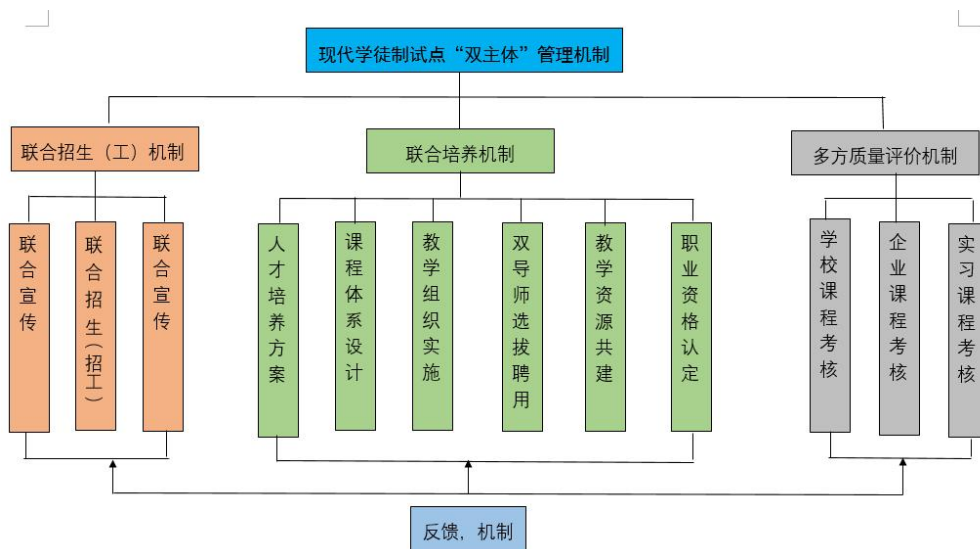 现代学徒制试点“双主体”管理机制
联合招生（工）机制
联合培养机制
多方质量评价机制
联合宣传
联合招生(招工)
联合宣传
人才培养方案
课程体系设计
教学组织实施
双导师选拔聘用
教学资源共建
职业资格认定
学校课程考核
企业课程考核
实习课程考核
反馈，机制